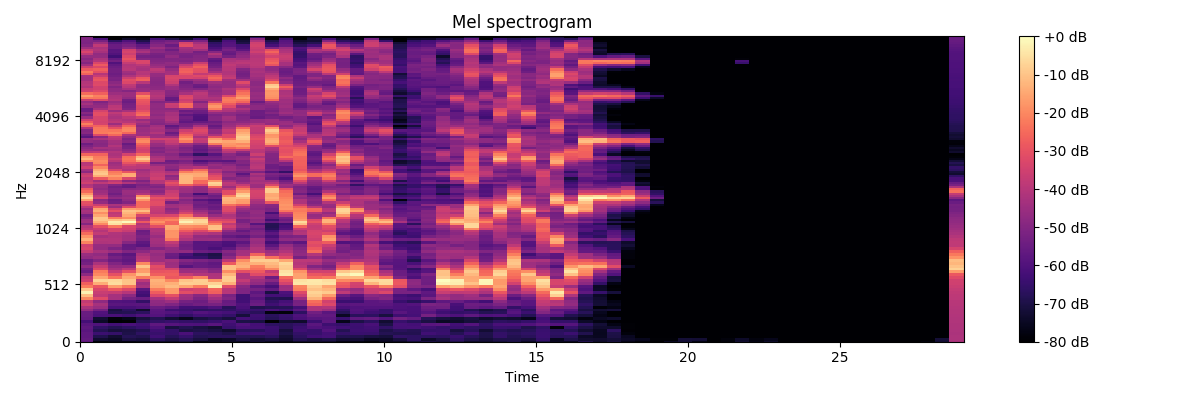 Mel spectrogram
8192
4096
2048
1024
512
0
Hz
0 5 10 15 20 25
Time
+0 dB
-10 dB
-20 dB
-30 dB
-40 dB
-50 dB
-60 dB
-70 dB
-80 dB